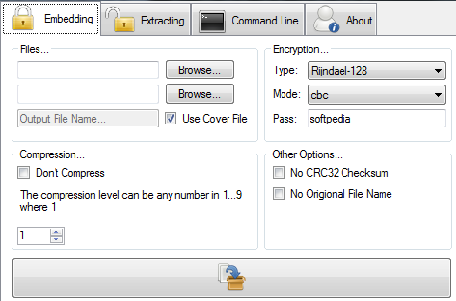 Embedding
Extracting
Command Line
About
Files...
Browse...
Browse...
Output File Name...
Use Cover File
Encryption...
Type: Rijndael-128
Mode: cbc
Pass: softpedia
Compression...
Don't Compress
The compression level can be any number in 1...9
where 1
1
Other Options...
No CRC32 Checksum
No Origional File Name